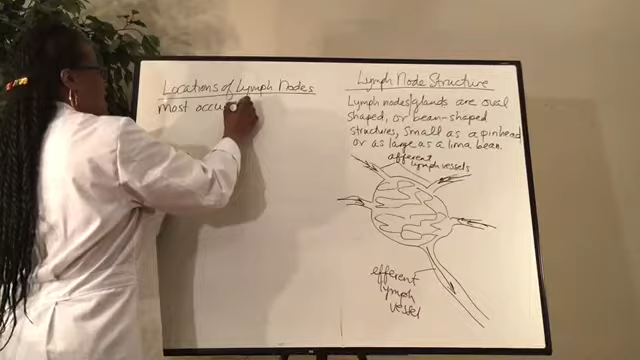 Locations of Lymph Nodes
most occu
Lymph Node Structure
Lymph nodes/glands are oval
shaped, or bean-shaped
structures, small as a pinhead
or as large as a lima bean.
afferent
lymph vessels
efferent
lymph
vessel